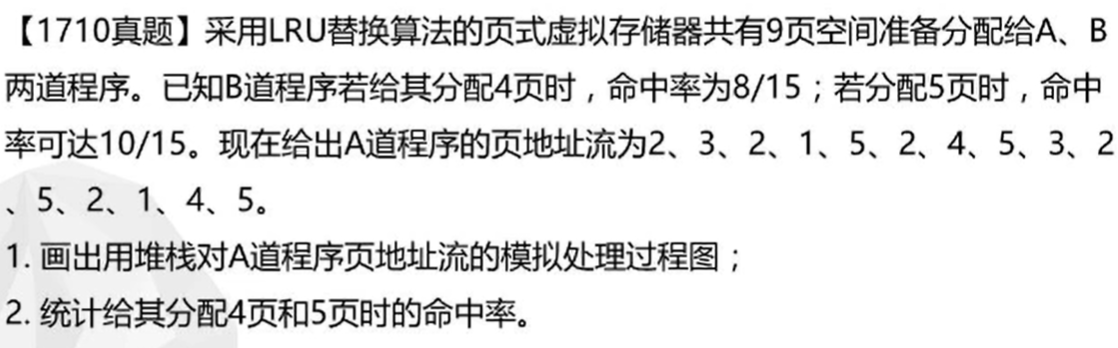 【1710真题】采用LRU替换算法的页式虚拟存储器共有9页空间准备分配给A、B
两道程序。已知B道程序若给其分配4页时，命中率为8/15；若分配5页时，命中
率可达10/15。现在给出A道程序的页地址流为2、3、2、1、5、2、4、5、3、2
、5、2、1、4、5。
1. 画出用堆栈对A道程序页地址流的模拟处理过程图；
2. 统计给其分配4页和5页时的命中率。